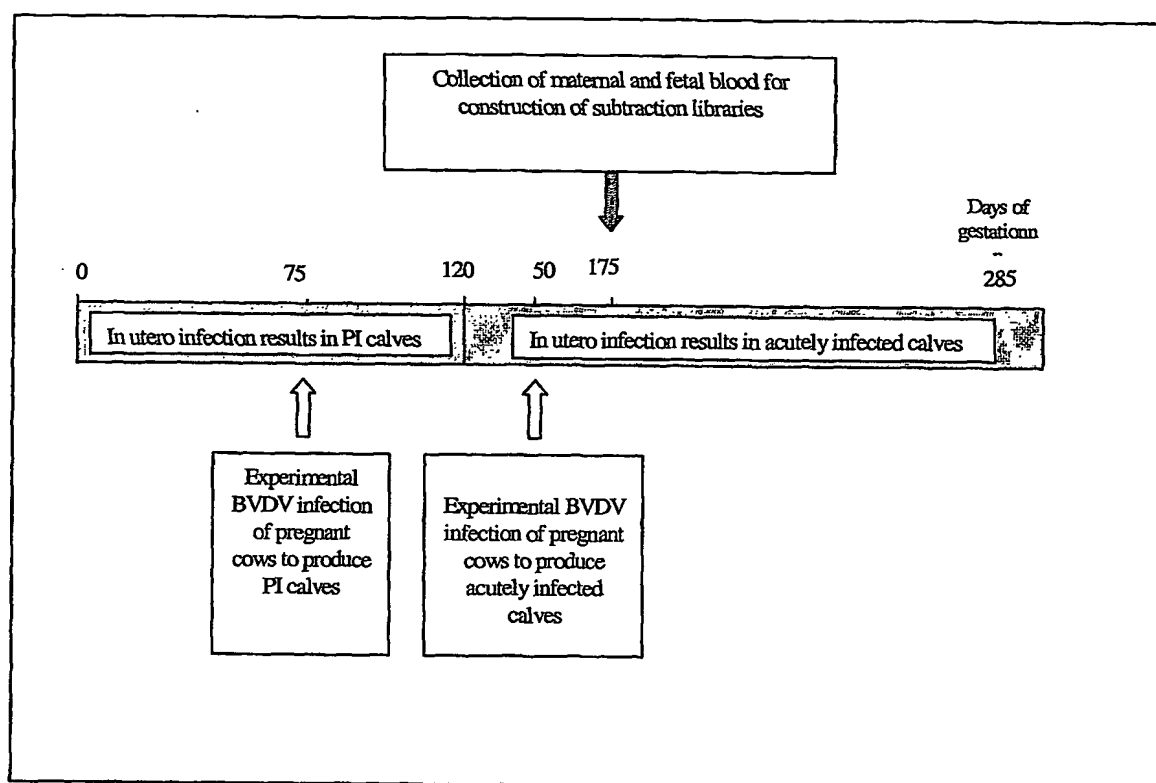 Collection of maternal and fetal blood for
construction of subtraction libraries
Days of
gestationn
0
75
120
50
175
285
In utero infection results in PI calves
In utero infection results in acutely infected calves
Experimental
BVDV infection
of pregnant
cows to produce
PI calves
Experimental BVDV
infection of pregnant
cows to produce
acutely infected
calves